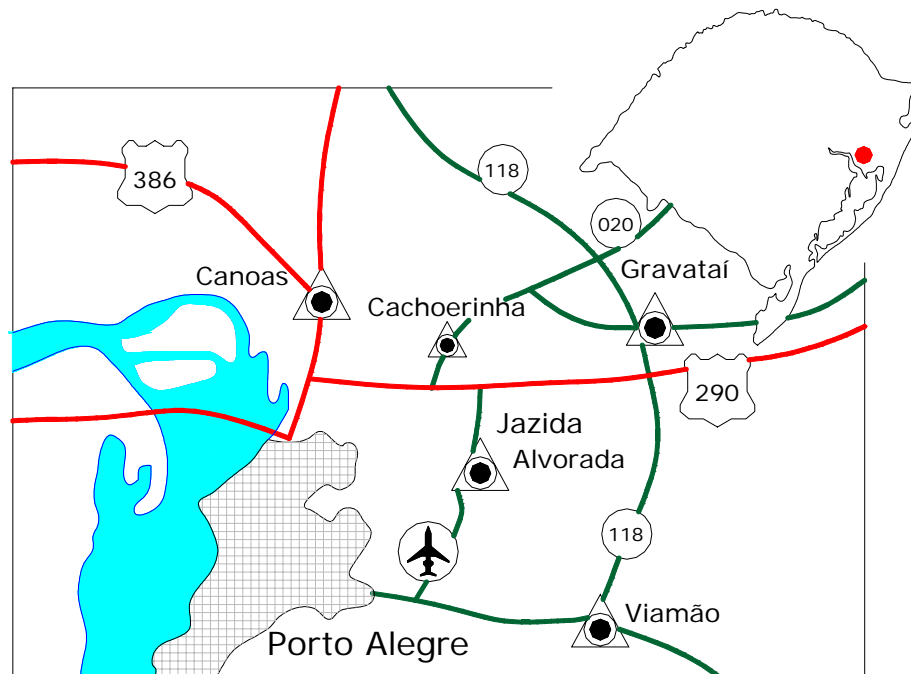 118
386
020
Gravataí
Canoas
Cachoerinha
290
Jazida
Alvorada
118
Viamão
Porto Alegre